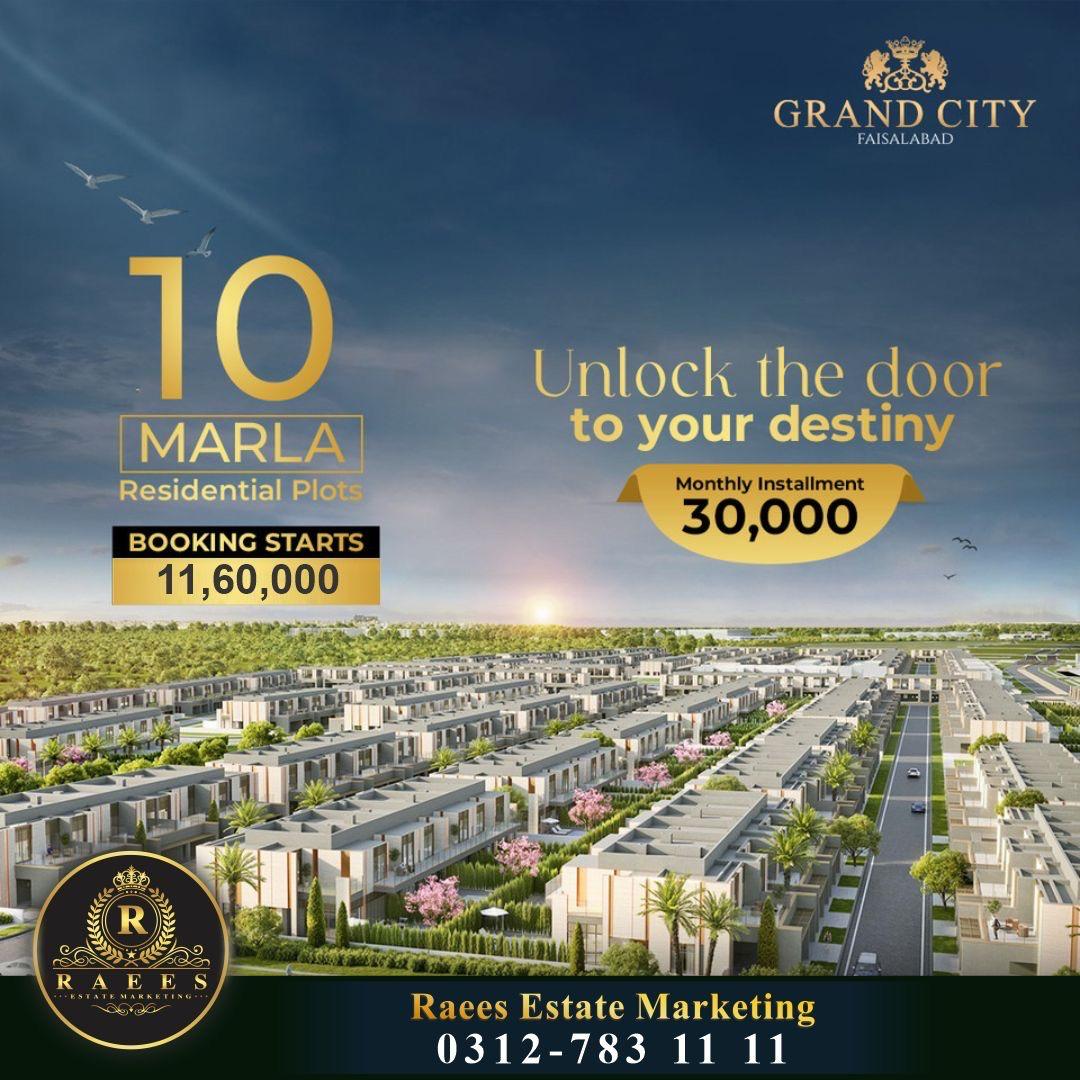 GRAND CITY
FAISALABAD
10
MARLA
Residential Plots
BOOKING STARTS
11,60,000
Unlock the door
to your destiny
Monthly Installment
30,000
R
RAEES
ESTATE MARKETING
Raees Estate Marketing
0312-783 11 11